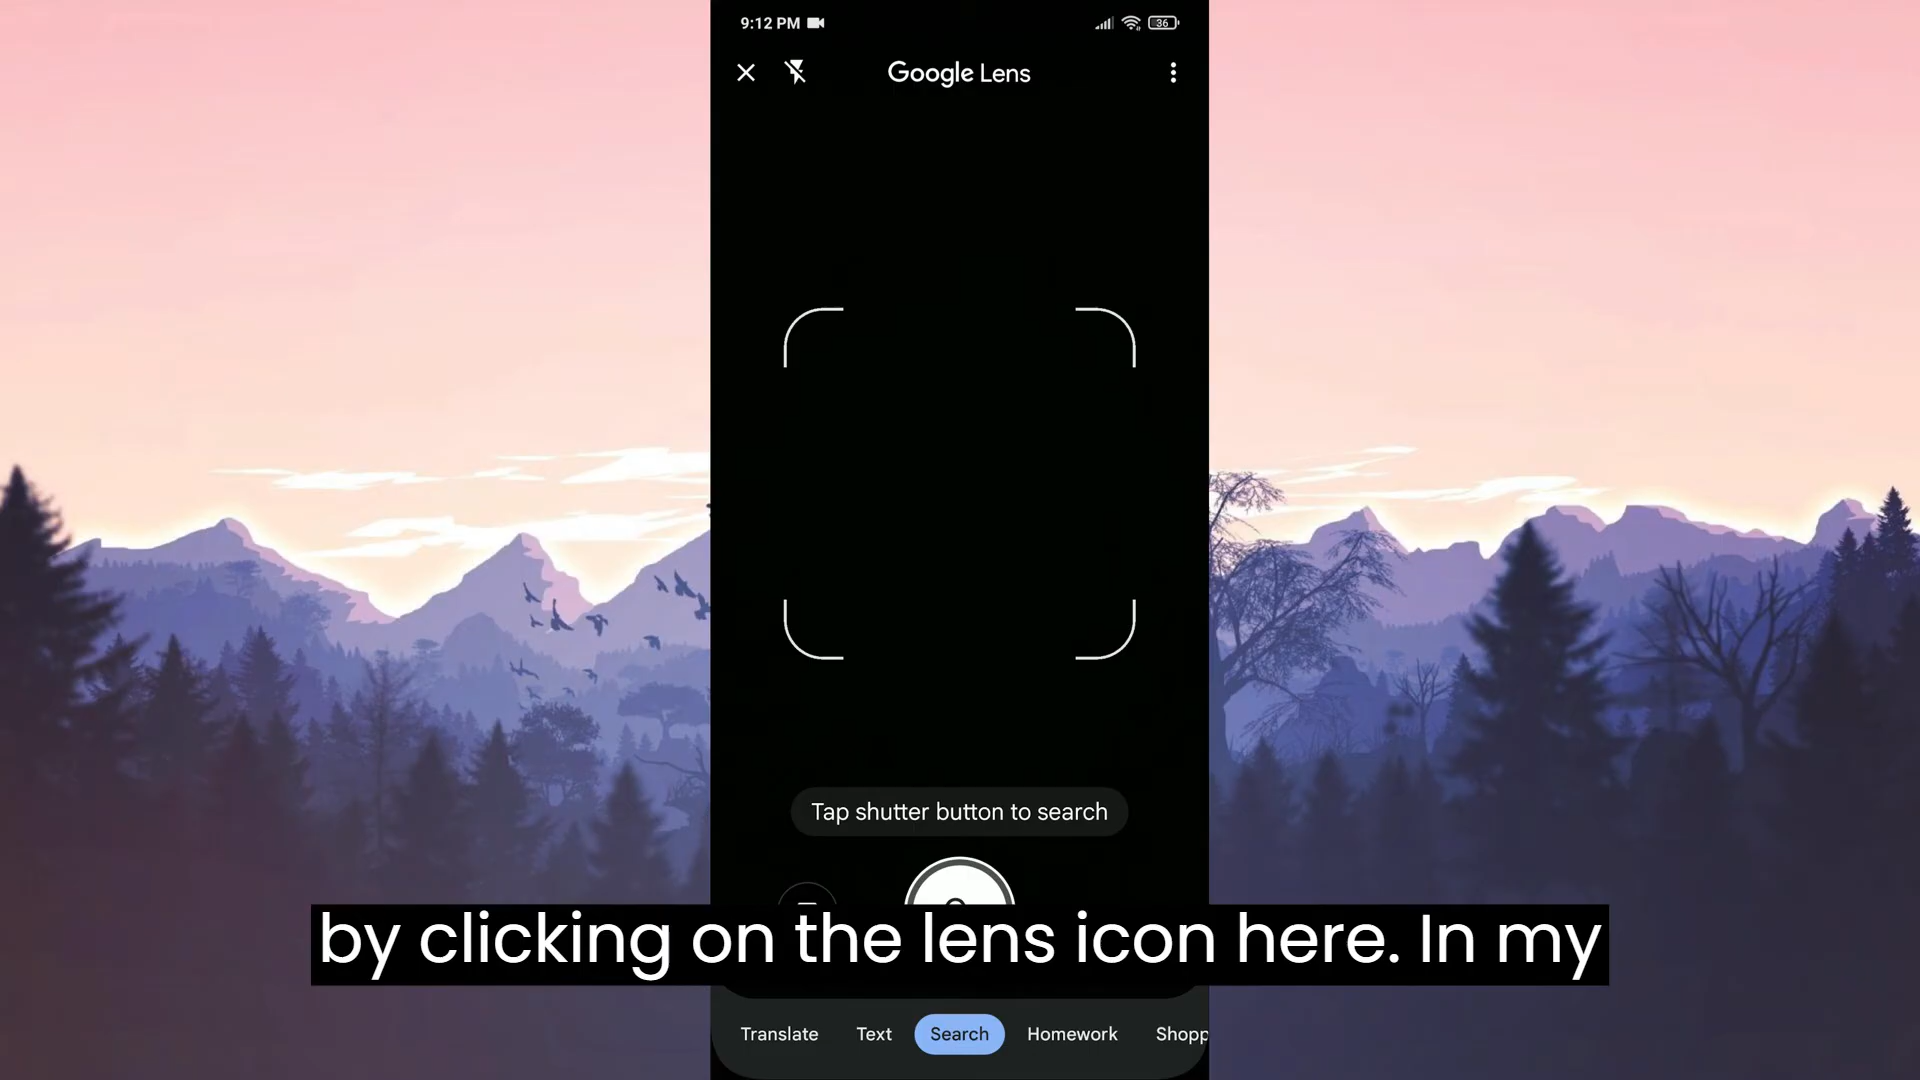 9:12 PM
36
Google Lens
Tap shutter button to search
by clicking on the lens icon here. In my
Translate Text Search Homework Shopp